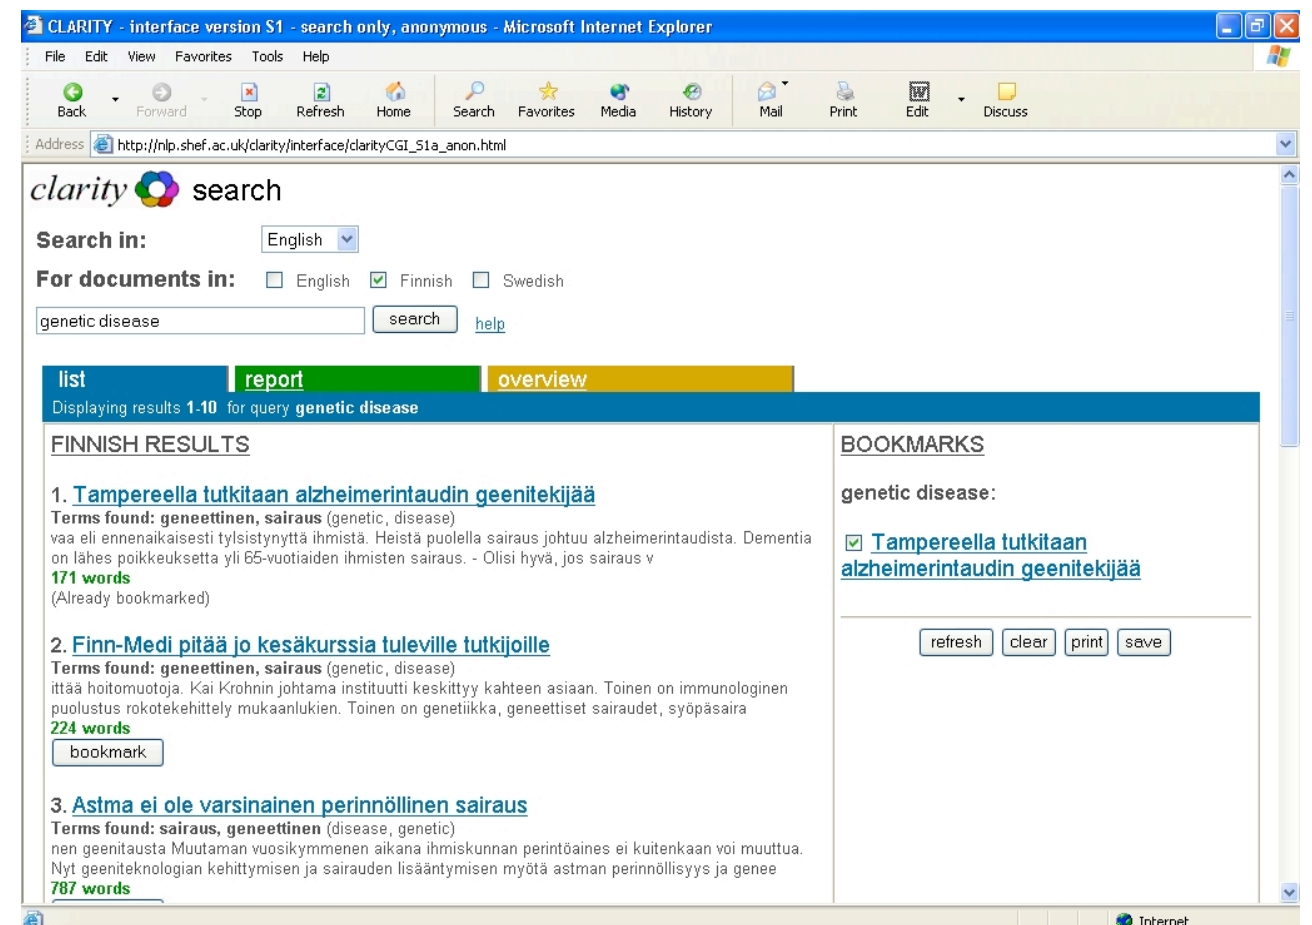 CLARITY - interface version S1 - search only, anonymous - Microsoft Internet Explorer
File Edit View Favorites Tools Help
Back Forward Stop Refresh Home Search Favorites Media History Mail Print Edit Discuss
Address http://nlp.shef.ac.uk/clarity/interface/clarityCGI_S1a_anon.html
clarity search
Search in: English
For documents in: English Finnish Swedish
genetic disease search help
list report overview
Displaying results 1-10 for query genetic disease
FINNISH RESULTS
1. Tampereella tutkitaan alzheimerintaudin geenitekijää
Terms found: geneettinen, sairaus (genetic, disease)
vaa eli ennenaikaisesti tylsistynyttä ihmistä. Heistä puolella sairaus johtuu alzheimerintaudista. Dementia
on lähes poikkeuksetta yli 65-vuotiaiden ihmisten sairaus. - Olisi hyvä, jos sairaus v
171 words
(Already bookmarked)
2. Finn-Medi pitää jo kesäkurssia tuleville tutkijoille
Terms found: geneettinen, sairaus (genetic, disease)
ittää hoitomuotoja. Kai Krohnin johtama instituutti keskittyy kahteen asiaan. Toinen on immunologinen
puolustus rokotekehittely mukaanlukien. Toinen on genetiikka, geneettiset sairaudet, syöpäsaira
224 words
bookmark
3. Astma ei ole varsinainen perinnöllinen sairaus
Terms found: sairaus, geneettinen (disease, genetic)
nen geenitausta Muutaman vuosikymmenen aikana ihmiskunnan perintöaines ei kuitenkaan voi muuttua.
Nyt geeniteknologian kehittymisen ja sairauden lisääntymisen myötä astman perinnöllisyys ja genee
787 words
BOOKMARKS
genetic disease:
Tampereella tutkitaan
alzheimerintaudin geenitekijää
refresh clear print save
Internet